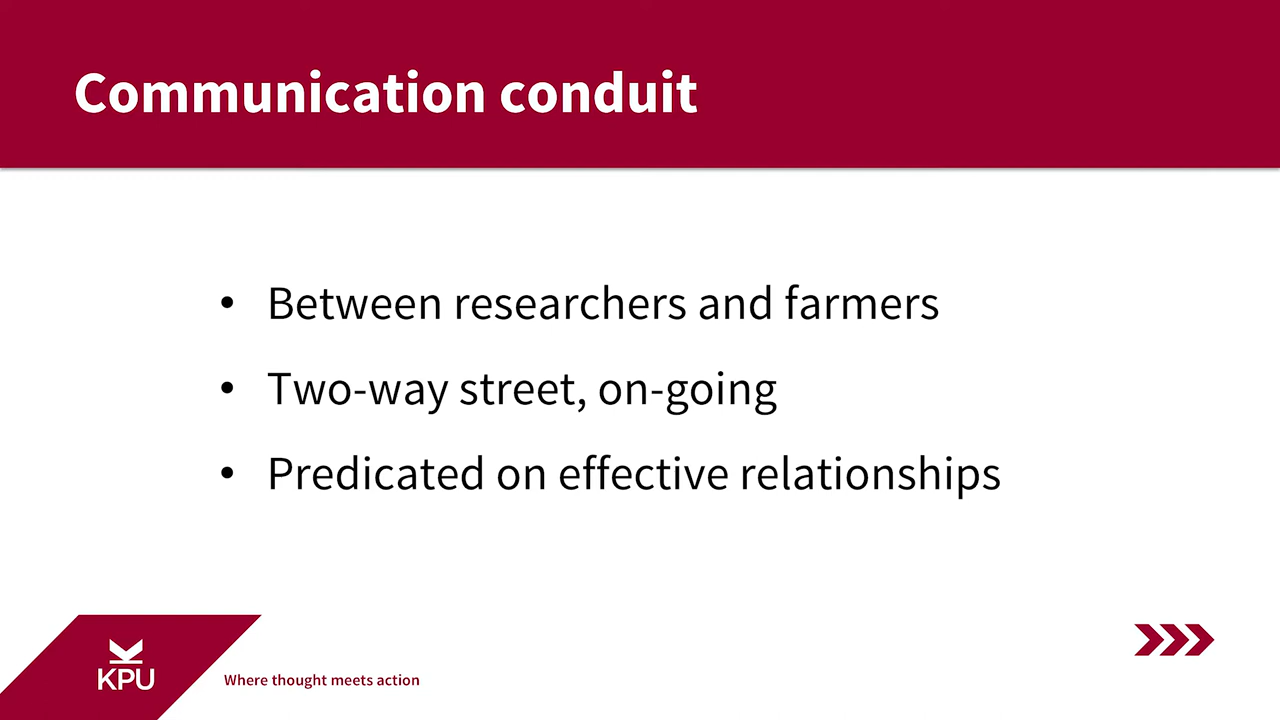 Communication conduit
• Between researchers and farmers
• Two-way street, on-going
• Predicated on effective relationships
KPU
Where thought meets action